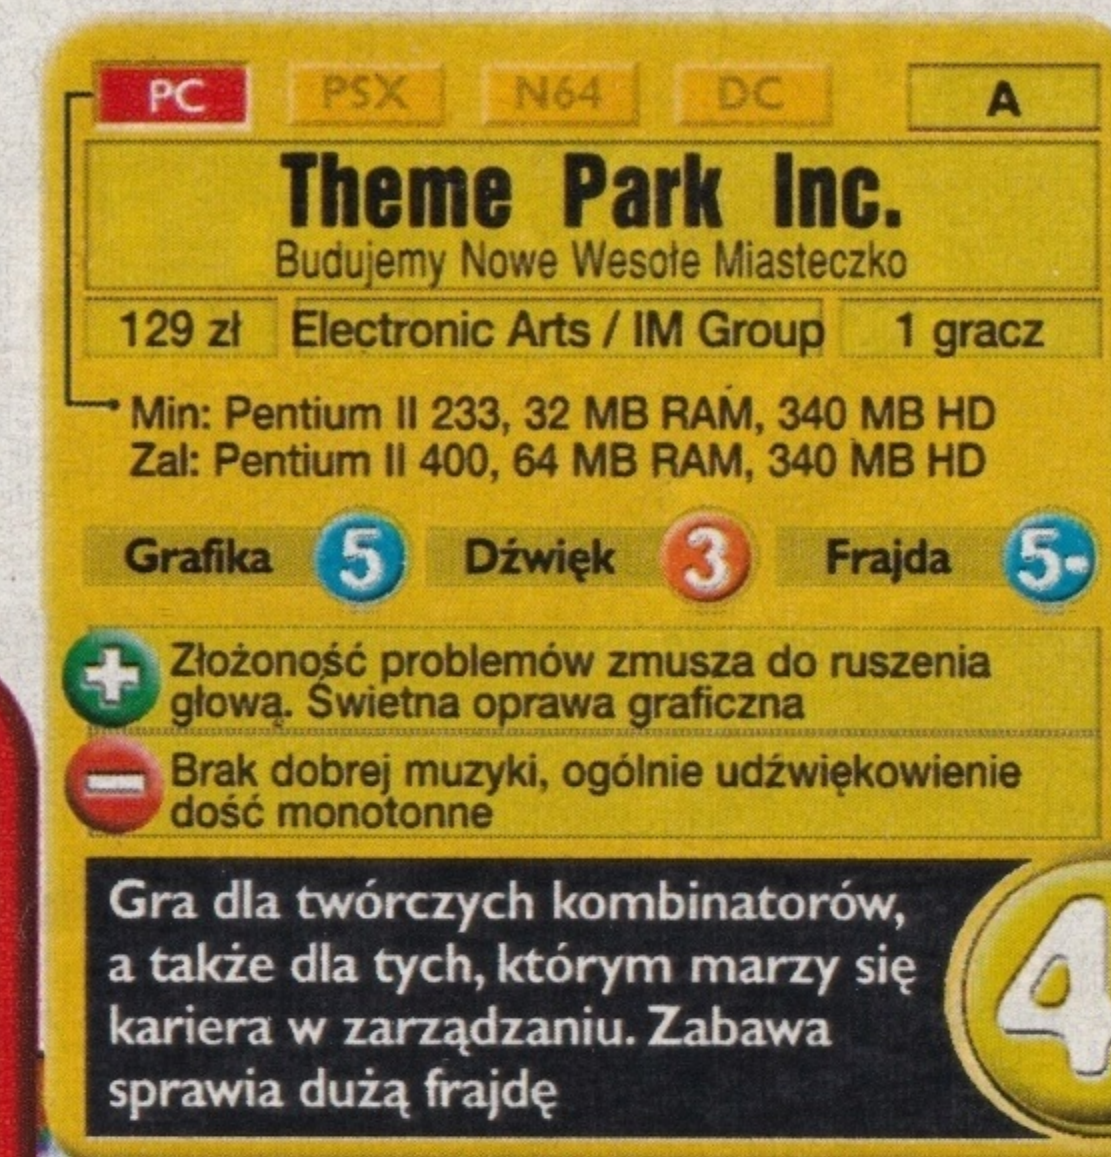 PC PSX N64 DC A
Theme Park Inc.
Budujemy Nowe Wesołe Miasteczko
129 zł Electronic Arts / IM Group 1 gracz
Min: Pentium II 233, 32 MB RAM, 340 MB HD
Zal: Pentium II 400, 64 MB RAM, 340 MB HD
Grafika 5 Dźwięk 3 Frajda 5-
Złożoność problemów zmusza do ruszenia
głową. Świetna oprawa graficzna
Brak dobrej muzyki, ogólnie udźwiękowienie
dość monotonne
Gra dla twórczych kombinatorów,
a także dla tych, którym marzy się
kariera w zarządzaniu. Zabawa
sprawia dużą frajdę
4